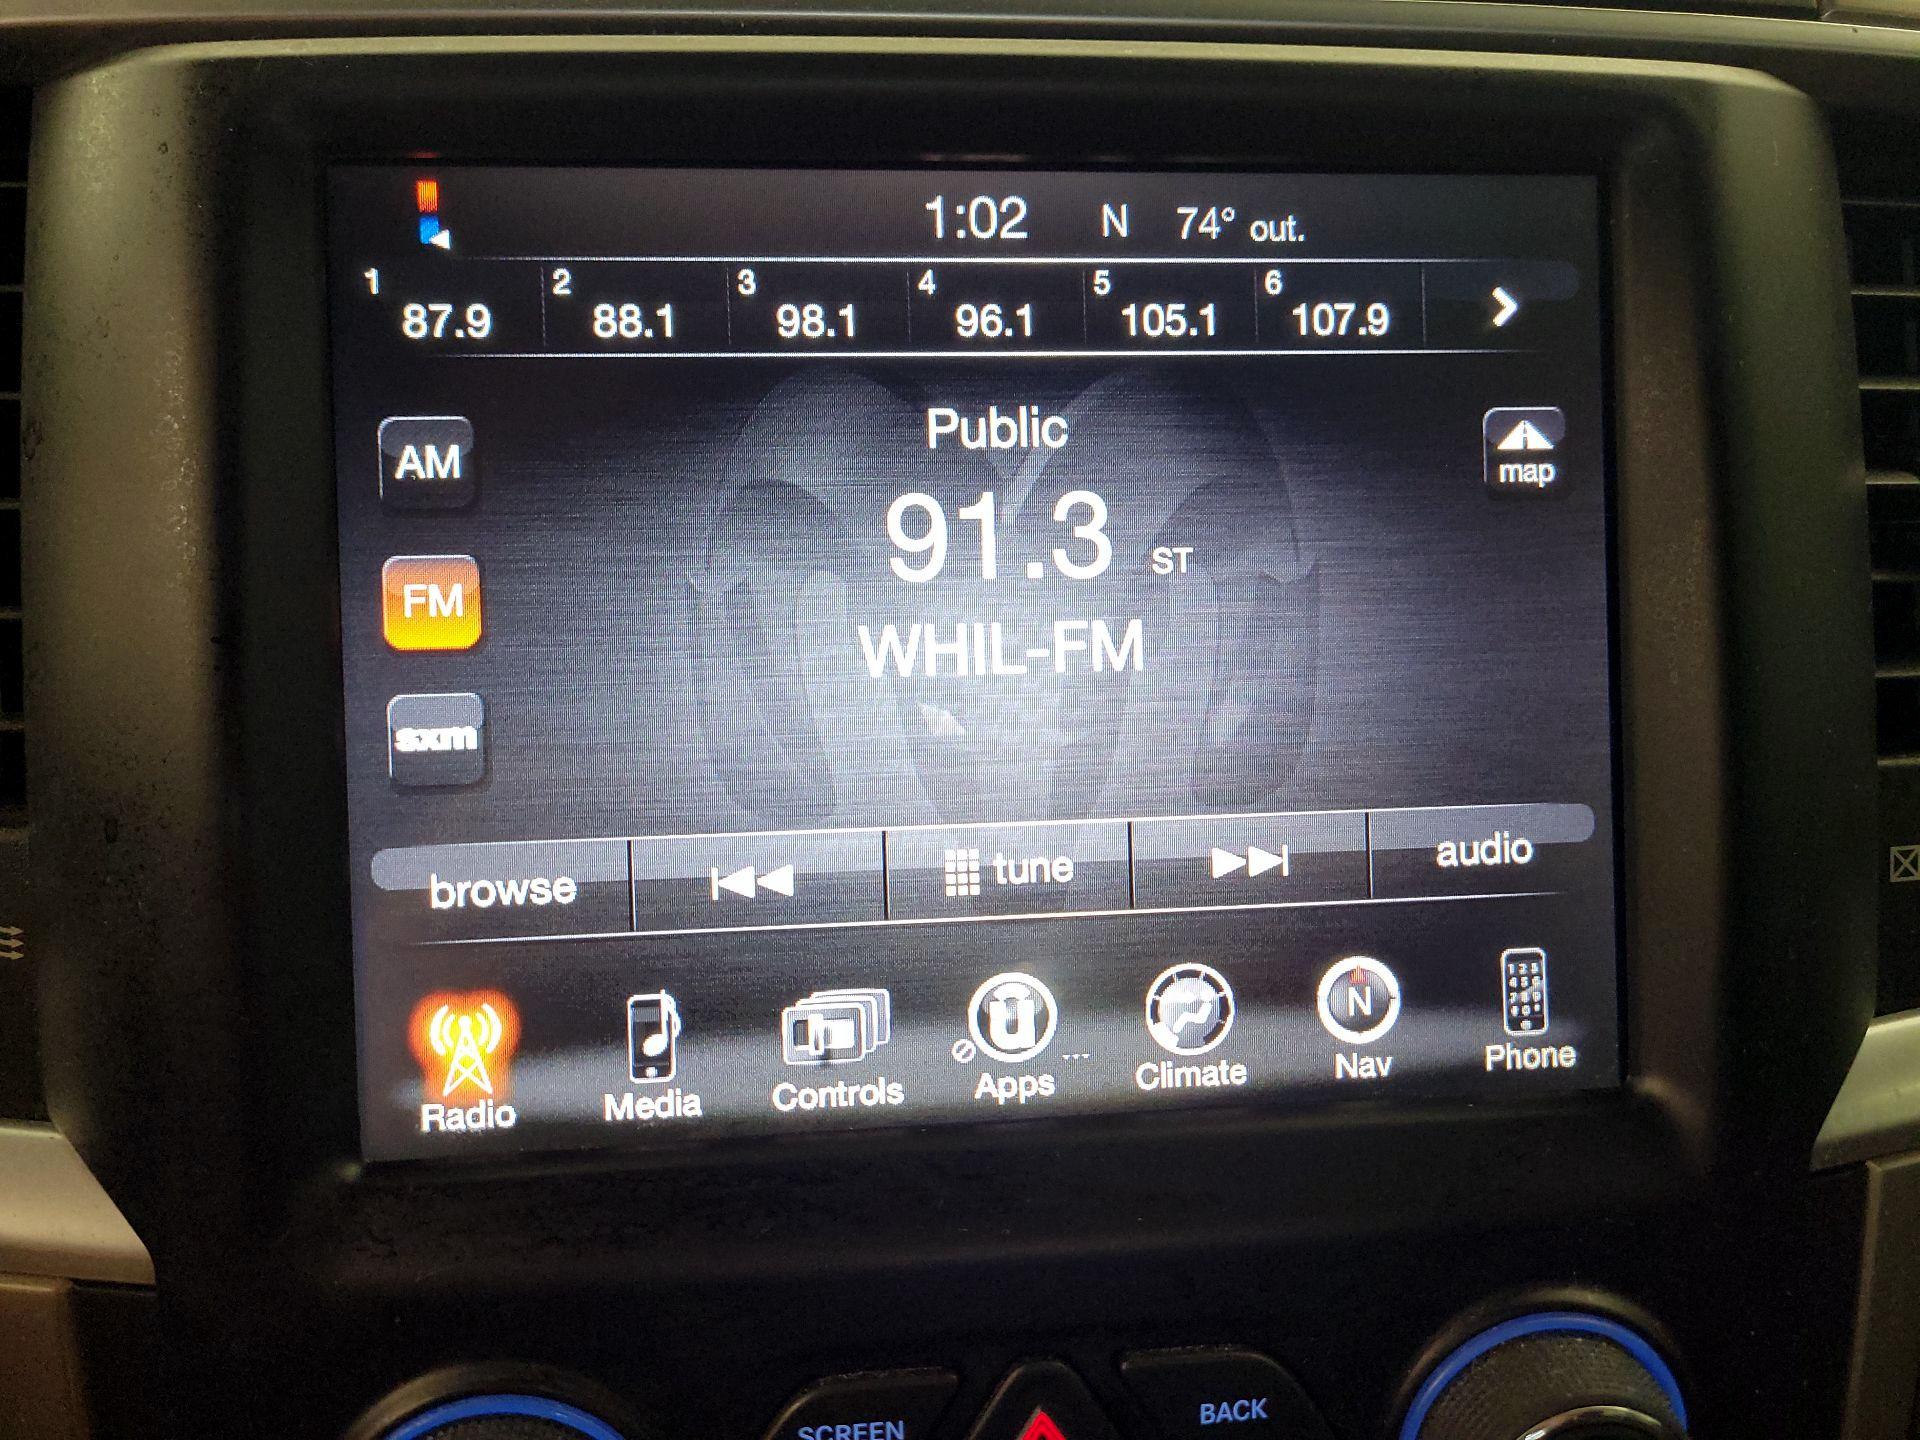 1:02 N 74° out.
1 2 3 4 5 6
87.9 88.1 98.1 96.1 105.1 107.9
Public
AM map
91.3 ST
FM
WHIL-FM
sxm
browse tune audio
N
Radio Media Controls Apps Climate Nav Phone
SCREEN BACK